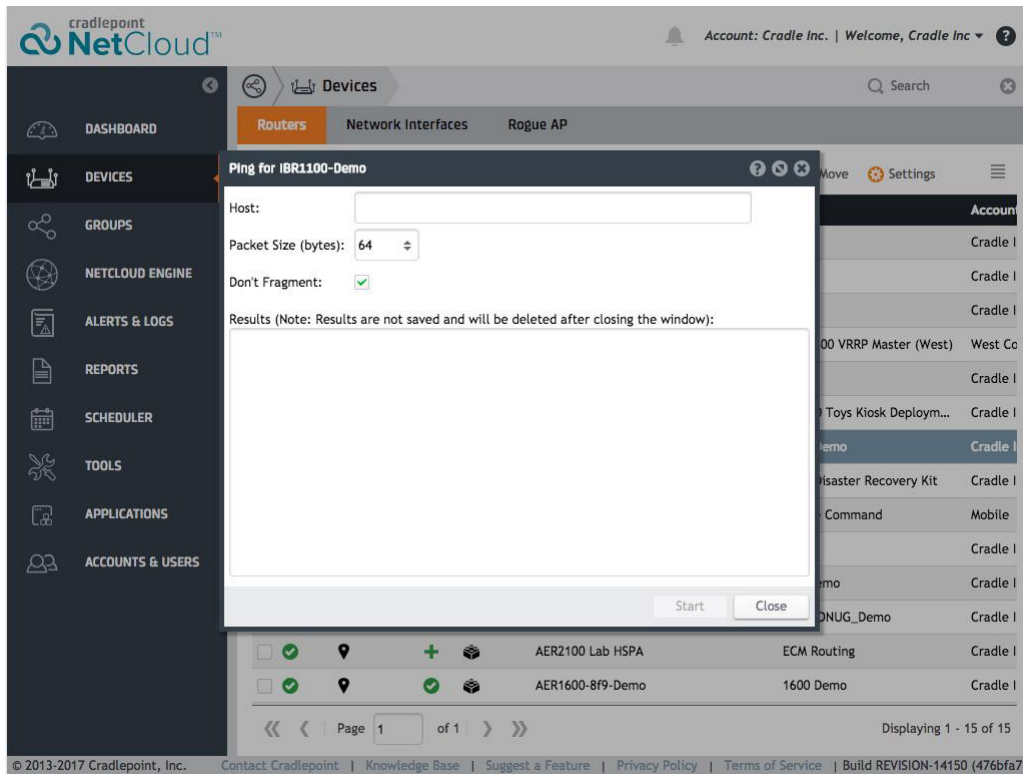 cradlepoint
NetCloud™
Account: Cradle Inc. | Welcome, Cradle Inc
Devices
Search
DASHBOARD
DEVICES
GROUPS
NETCLOUD ENGINE
ALERTS & LOGS
REPORTS
SCHEDULER
TOOLS
APPLICATIONS
ACCOUNTS & USERS
Routers Network Interfaces Rogue AP
Ping for IBR1100-Demo
Move Settings
Host:
Packet Size (bytes): 64
Don't Fragment:
Results (Note: Results are not saved and will be deleted after closing the window):
Start Close
Account
Cradle I
Cradle I
Cradle I
00 VRRP Master (West) West Co
Cradle I
Toys Kiosk Deploym... Cradle I
emo Cradle I
isaster Recovery Kit Cradle I
Command Mobile
Cradle I
emo Cradle I
ONUG_Demo Cradle I
AER2100 Lab HSPA ECM Routing Cradle I
AER1600-8f9-Demo 1600 Demo Cradle I
Page 1 of 1
Displaying 1 - 15 of 15
© 2013-2017 Cradlepoint, Inc. Contact Cradlepoint | Knowledge Base | Suggest a Feature | Privacy Policy | Terms of Service | Build REVISION-14150 (476bfa7